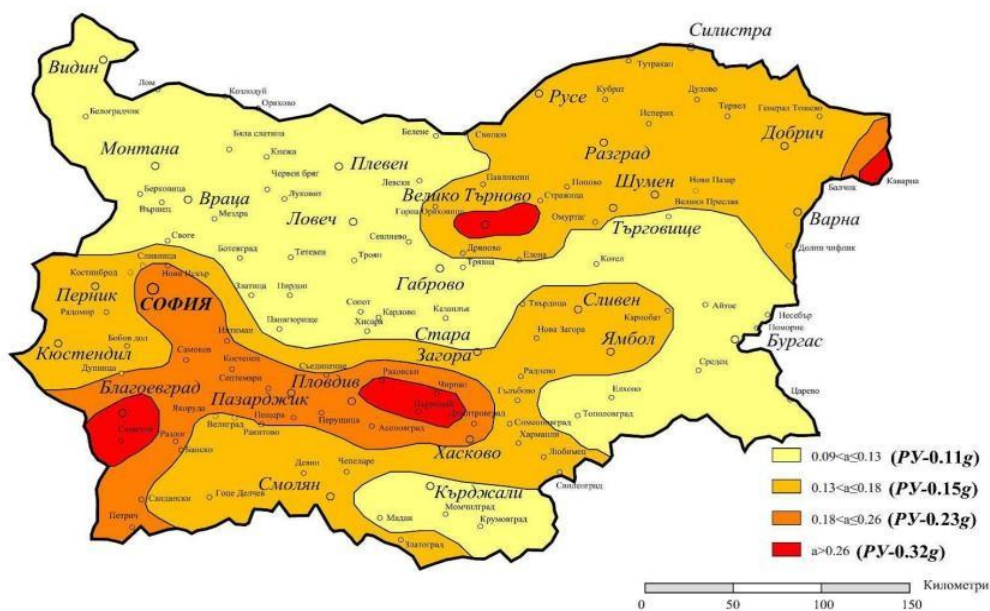 Силистра
Видин
Тутракан
Лом
Козлодуй
Оряхово
Русе
Кубрат
Дулово
Белоградчик
Исперих
Тервел
Генерал Тошево
Бяла слатина
Белене
Свищов
Добрич
Монтана
Кнежа
Плевен
Разград
Червен бряг
Левски
Павликени
Попово
Шумен
Нови Пазар
Балчик
Каварна
Берковица
Луковит
Велико Търново
Стражица
Велики Преслав
Вършец
Враца
Мездра
Ловеч
Горна Оряховица
Омуртаг
Варна
Търговище
Своге
Севлиево
Ботевград
Тетевен
Троян
Дряново
Елена
Долни чифлик
Сливница
Трявна
Котел
Костинброд
Нови Искър
Габрово
Перник
СОФИЯ
Златица
Пирдоп
Сопот
Карлово
Казанлък
Твърдица
Сливен
Айтос
Радомир
Хисаря
Карнобат
Несебър
Панагюрище
Поморие
Ихтиман
Стара
Загора
Нова Загора
Ямбол
Бургас
Кюстендил
Бобов дол
Самоков
Костенец
Съединение
Средец
Дупница
Септември
Раковски
Раднево
Благоевград
Пловдив
Чирпан
Гълъбово
Елхово
Царево
Пазарджик
Якоруда
Велиград
Пещера
Перущица
Първомай
Димитровград
Тополовград
Ракитово
Асеновград
Симеоновград
Симитли
Разлог
Харманли
Банско
Хасково
Любимец
Девин
Чепеларе
Свиленград
Сандански
Гоце Делчев
Смолян
Кърджали
Момчилград
Петрич
Мадан
Крумовград
Златоград
0.09<a≤0.13 (РУ-0.11g)
0.13<a≤0.18 (РУ-0.15g)
0.18<a≤0.26 (РУ-0.23g)
a>0.26 (РУ-0.32g)
Километри
0 50 100 150